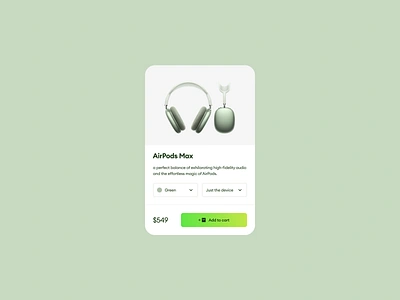 AirPods Max
a perfect balance of exhilarating high-fidelity audio
and the effortless magic of AirPods.
Green Just the device
$549 + Add to cart